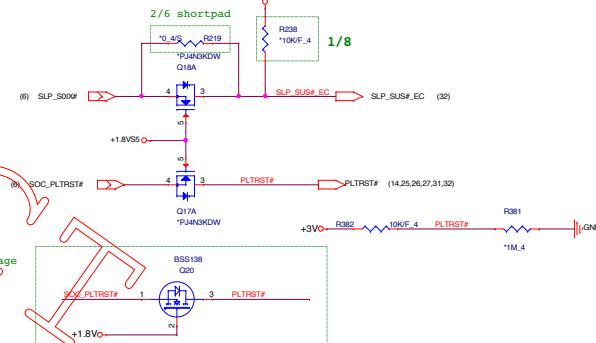 2/6 shortpad
*0_4/S R219
*PJ4N3KDW
Q18A
R238
*10K/F_4
1/8
(6) SLP_S0IX# 4 3 SLP_SUS#_EC SLP_SUS#_EC (32)
5
+1.8VS5
5
(6) SOC_PLTRST# 4 3 PLTRST# PLTRST# (14,25,26,27,31,32)
Q17A
*PJ4N3KDW
+3V R382 10K/F_4 PLTRST# R381 GND
*1M_4
age
BSS138
Q20
SOC_PLTRST# 1 3 PLTRST#
2
+1.8V